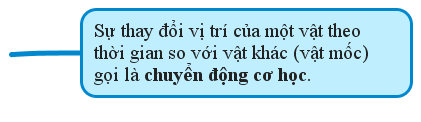 Sự thay đổi vị trí của một vật theo
thời gian so với vật khác (vật mốc)
gọi là chuyển động cơ học.